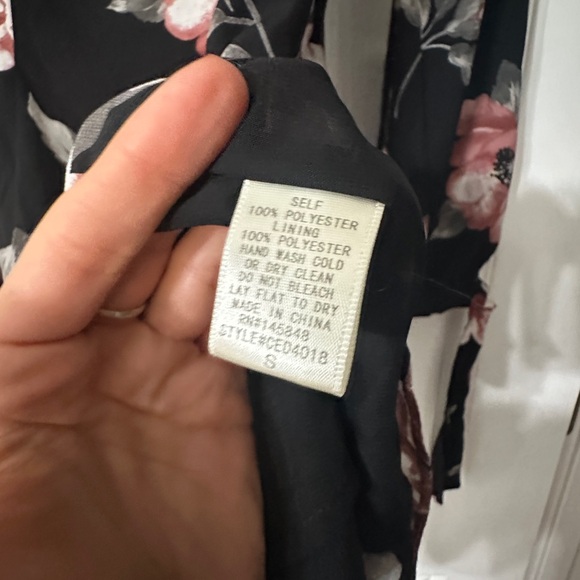 SELF
100% POLYESTER
LINING
100% POLYESTER
HAND WASH COLD
OR DRY CLEAN
DO NOT BLEACH
LAY FLAT TO DRY
MADE IN CHINA
RN#145848
STYLE#CED4018
S